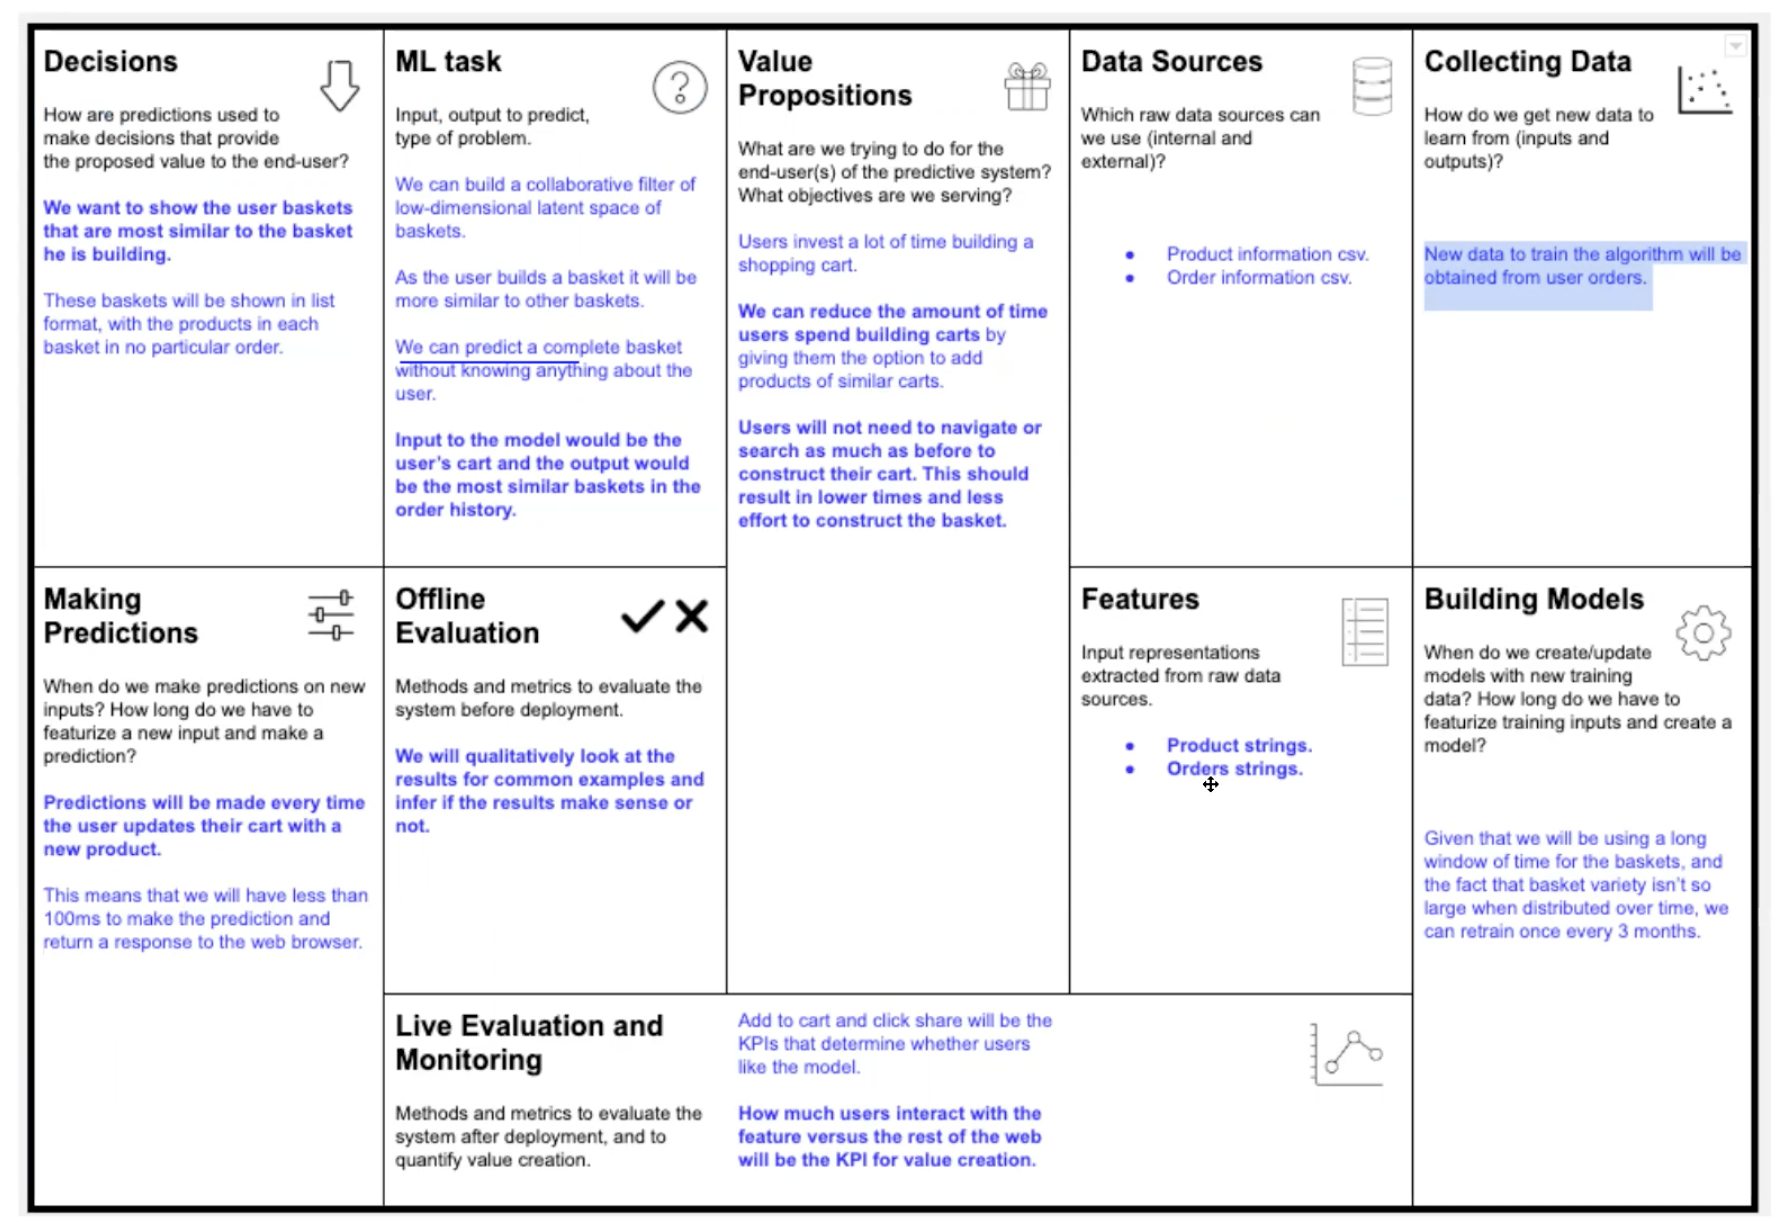 Decisions
How are predictions used to
make decisions that provide
the proposed value to the end-user?
We want to show the user baskets
that are most similar to the basket
he is building.
These baskets will be shown in list
format, with the products in each
basket in no particular order.
ML task
Input, output to predict,
type of problem.
We can build a collaborative filter of
low-dimensional latent space of
baskets.
As the user builds a basket it will be
more similar to other baskets.
We can predict a complete basket
without knowing anything about the
user.
Input to the model would be the
user's cart and the output would
be the most similar baskets in the
order history.
Value
Propositions
What are we trying to do for the
end-user(s) of the predictive system?
What objectives are we serving?
Users invest a lot of time building a
shopping cart.
We can reduce the amount of time
users spend building carts by
giving them the option to add
products of similar carts.
Users will not need to navigate or
search as much as before to
construct their cart. This should
result in lower times and less
effort to construct the basket.
Data Sources
Which raw data sources can
we use (internal and
external)?
● Product information csv.
● Order information csv.
Collecting Data
How do we get new data to
learn from (inputs and
outputs)?
New data to train the algorithm will be
obtained from user orders.
Making
Predictions
When do we make predictions on new
inputs? How long do we have to
featurize a new input and make a
prediction?
Predictions will be made every time
the user updates their cart with a
new product.
This means that we will have less than
100ms to make the prediction and
return a response to the web browser.
Offline
Evaluation
Methods and metrics to evaluate the
system before deployment.
We will qualitatively look at the
results for common examples and
infer if the results make sense or
not.
Features
Input representations
extracted from raw data
sources.
● Product strings.
● Orders strings.
Building Models
When do we create/update
models with new training
data? How long do we have to
featurize training inputs and create a
model?
Given that we will be using a long
window of time for the baskets, and
the fact that basket variety isn't so
large when distributed over time, we
can retrain once every 3 months.
Live Evaluation and
Monitoring
Methods and metrics to evaluate the
system after deployment, and to
quantify value creation.
Add to cart and click share will be the
KPIs that determine whether users
like the model.
How much users interact with the
feature versus the rest of the web
will be the KPI for value creation.